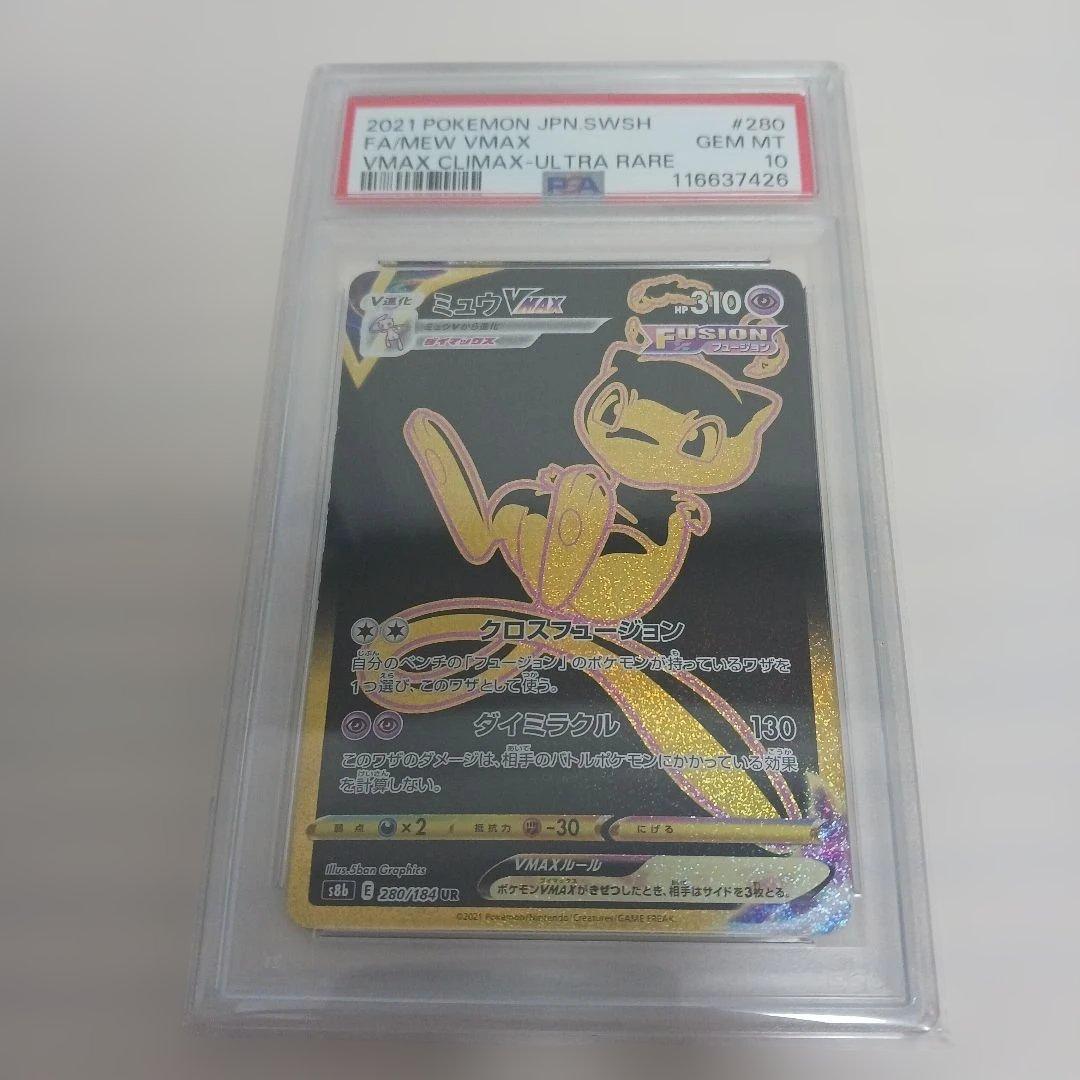 2021 POKEMON JPN.SWSH #280
FA/MEW VMAX GEM MT
VMAX CLIMAX-ULTRA RARE 10
PSA 116637426
V進化 ミュウVMAX HP310
ミュウVから進化
ダイマックス
FUSION
フュージョン
クロスフュージョン
自分のベンチの「フュージョン」のポケモンが持っているワザを
1つ選び、このワザとして使う。
ダイミラクル 130
このワザのダメージは、相手のバトルポケモンにかかっている効果
を計算しない。
弱点 ×2 抵抗力 -30 にげる
Illus.5ban Graphics
VMAXルール
s8b E 280/184 UR
ポケモンVMAXがきぜつしたとき、相手はサイドを3枚とる。
©2021 Pokémon/Nintendo/Creatures/GAME FREAK.